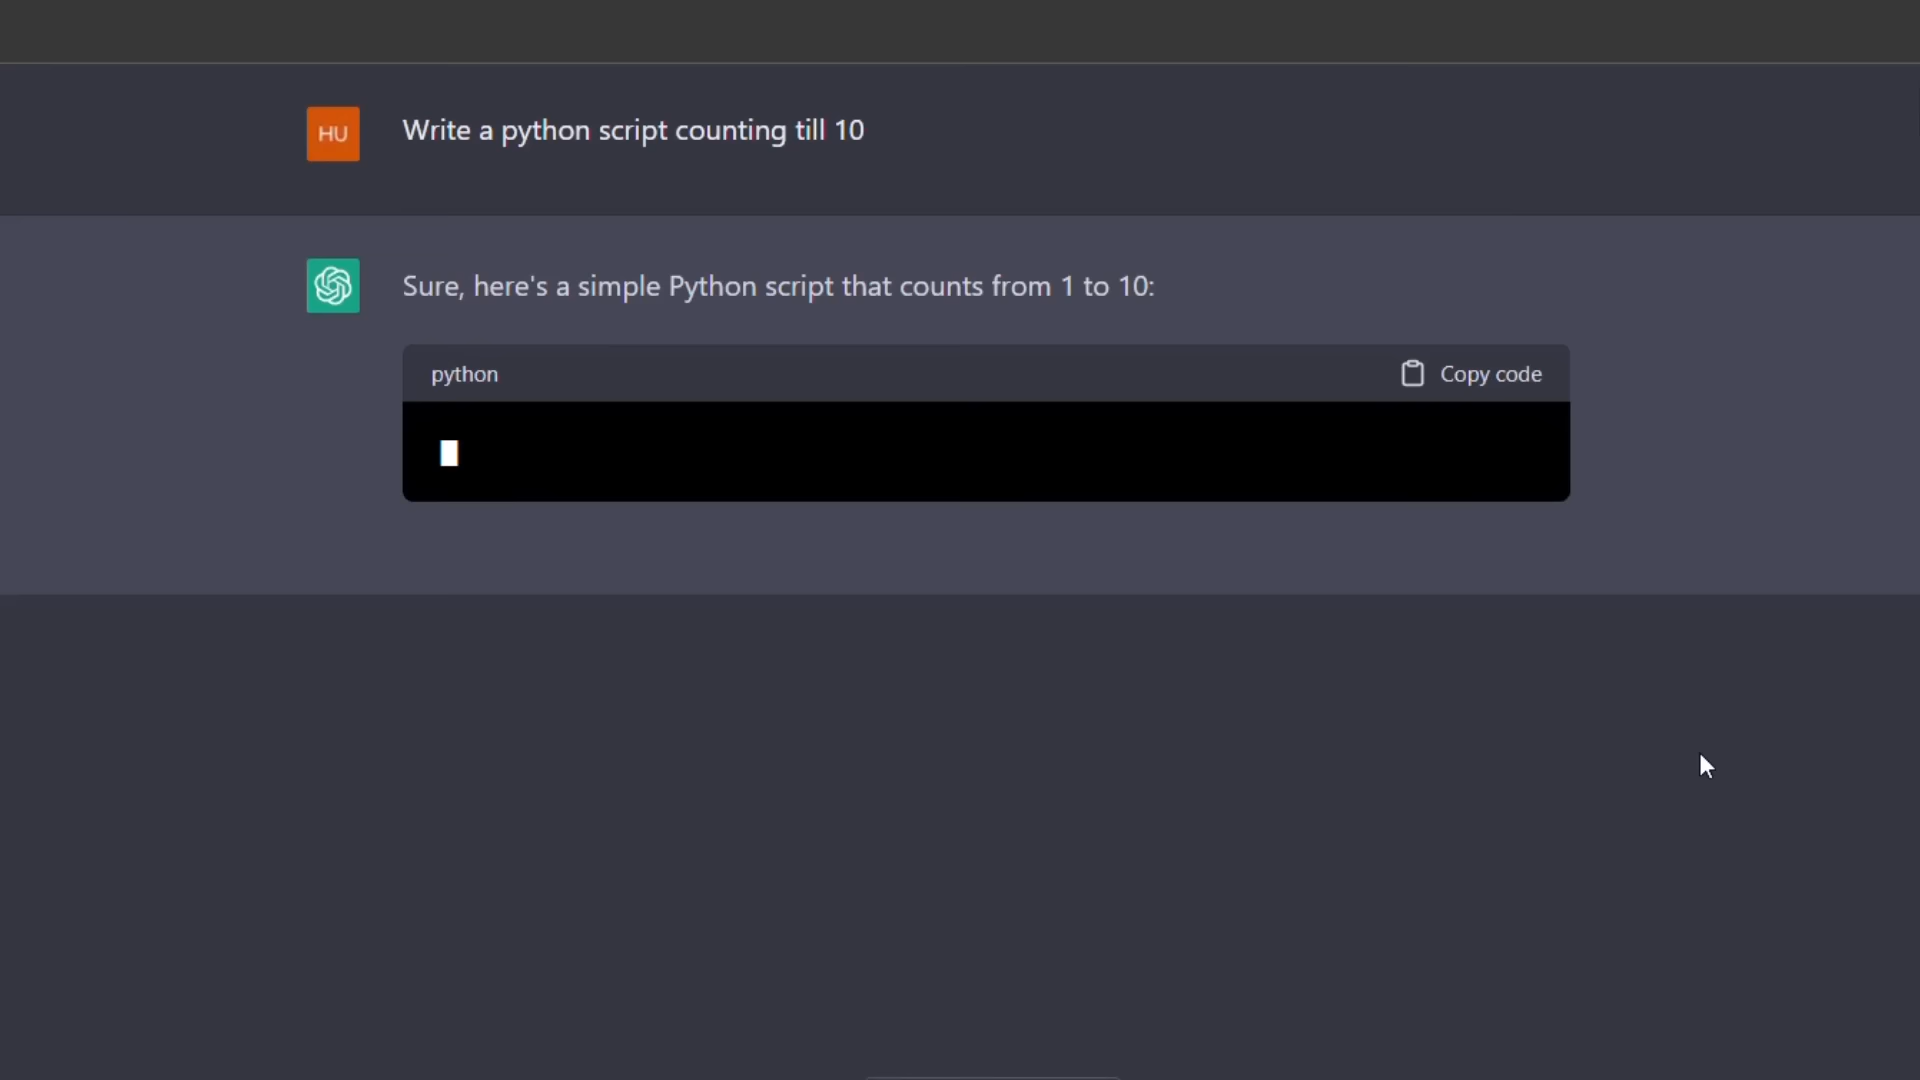 HU
Write a python script counting till 10
Sure, here's a simple Python script that counts from 1 to 10:
python
Copy code